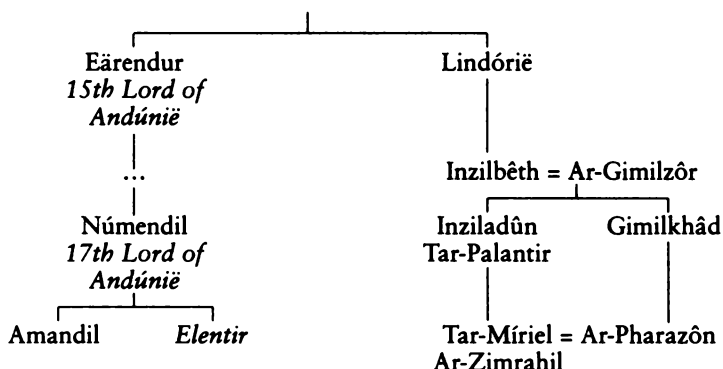 Eärendur
15th Lord of
Andúnië
...
Númendil
17th Lord of
Andúnië
Amandil
Elentir
Lindórië
Inzilbêth = Ar-Gimilzôr
Inziladûn
Tar-Palantir
Gimilkhâd
Tar-Míriel = Ar-Pharazôn
Ar-Zimrahil